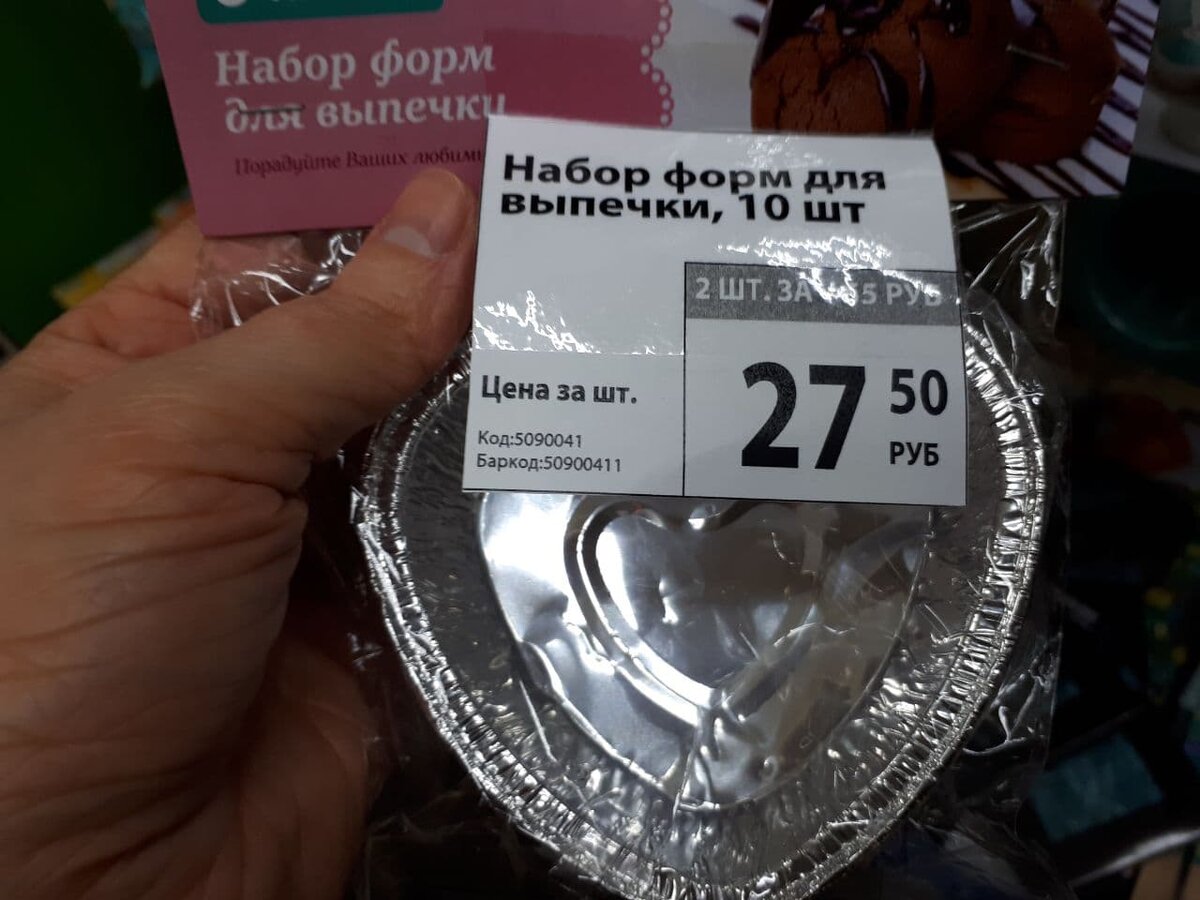 Набор форм
для выпечки
Порадуйте Ваших
Набор форм для
выпечки, 10 шт
2 ШТ. ЗА РУБ
27 50
РУБ
Цена за шт.
Код:5090041
Баркод:50900411